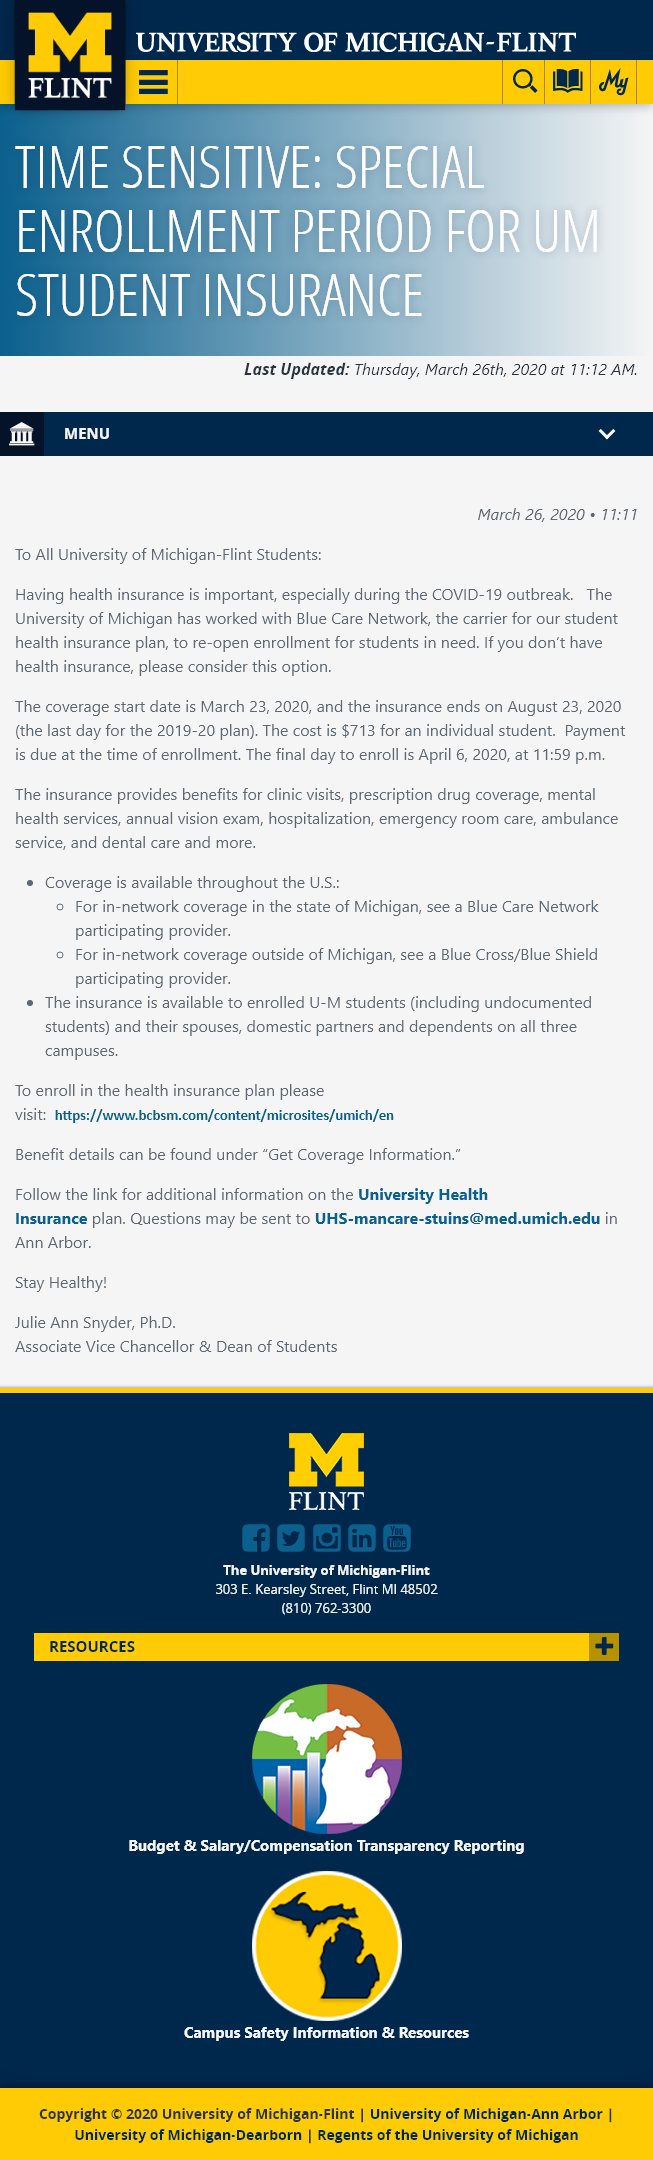 M
FLINT
UNIVERSITY OF MICHIGAN-FLINT
My
TIME SENSITIVE: SPECIAL
ENROLLMENT PERIOD FOR UM
STUDENT INSURANCE
Last Updated: Thursday, March 26th, 2020 at 11:12 AM.
MENU
March 26, 2020 • 11:11
To All University of Michigan-Flint Students:
Having health insurance is important, especially during the COVID-19 outbreak.   The
University of Michigan has worked with Blue Care Network, the carrier for our student
health insurance plan, to re-open enrollment for students in need. If you don’t have
health insurance, please consider this option.
The coverage start date is March 23, 2020, and the insurance ends on August 23, 2020
(the last day for the 2019-20 plan). The cost is $713 for an individual student.  Payment
is due at the time of enrollment. The final day to enroll is April 6, 2020, at 11:59 p.m.
The insurance provides benefits for clinic visits, prescription drug coverage, mental
health services, annual vision exam, hospitalization, emergency room care, ambulance
service, and dental care and more.
• Coverage is available throughout the U.S.:
◦ For in-network coverage in the state of Michigan, see a Blue Care Network
participating provider.
◦ For in-network coverage outside of Michigan, see a Blue Cross/Blue Shield
participating provider.
• The insurance is available to enrolled U-M students (including undocumented
students) and their spouses, domestic partners and dependents on all three
campuses.
To enroll in the health insurance plan please
visit:  https://www.bcbsm.com/content/microsites/umich/en
Benefit details can be found under “Get Coverage Information.”
Follow the link for additional information on the University Health
Insurance plan. Questions may be sent to UHS-mancare-stuins@med.umich.edu in
Ann Arbor.
Stay Healthy!
Julie Ann Snyder, Ph.D.
Associate Vice Chancellor & Dean of Students
M
FLINT
You
Tube
The University of Michigan-Flint
303 E. Kearsley Street, Flint MI 48502
(810) 762-3300
RESOURCES
Budget & Salary/Compensation Transparency Reporting
Campus Safety Information & Resources
Copyright © 2020 University of Michigan-Flint | University of Michigan-Ann Arbor |
University of Michigan-Dearborn | Regents of the University of Michigan